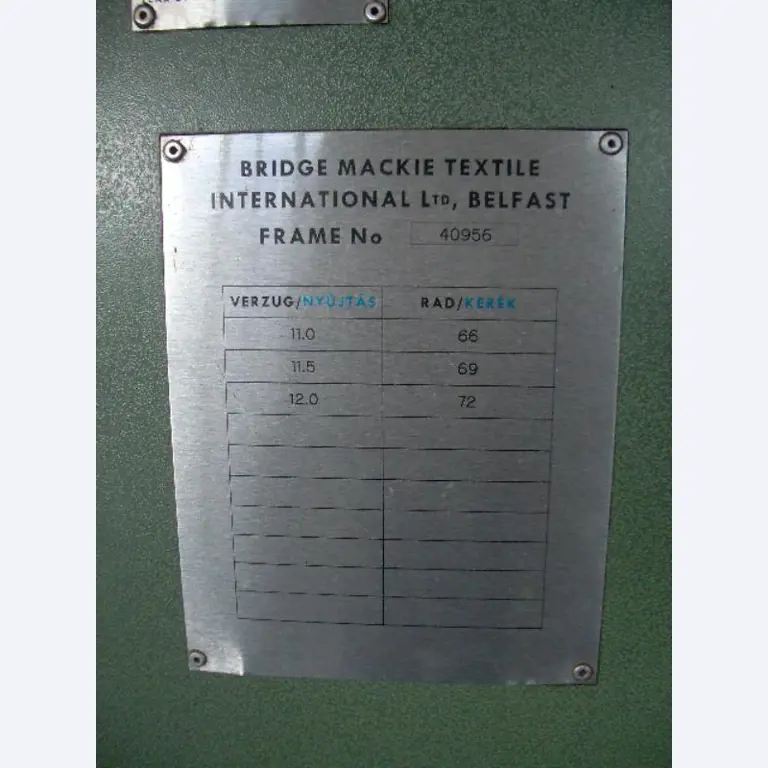 BRIDGE MACKIE TEXTILE
INTERNATIONAL LTD, BELFAST
FRAME No 40956
VERZUG/NYÚJTÁS RAD/KERÉK
11.0 66
11.5 69
12.0 72